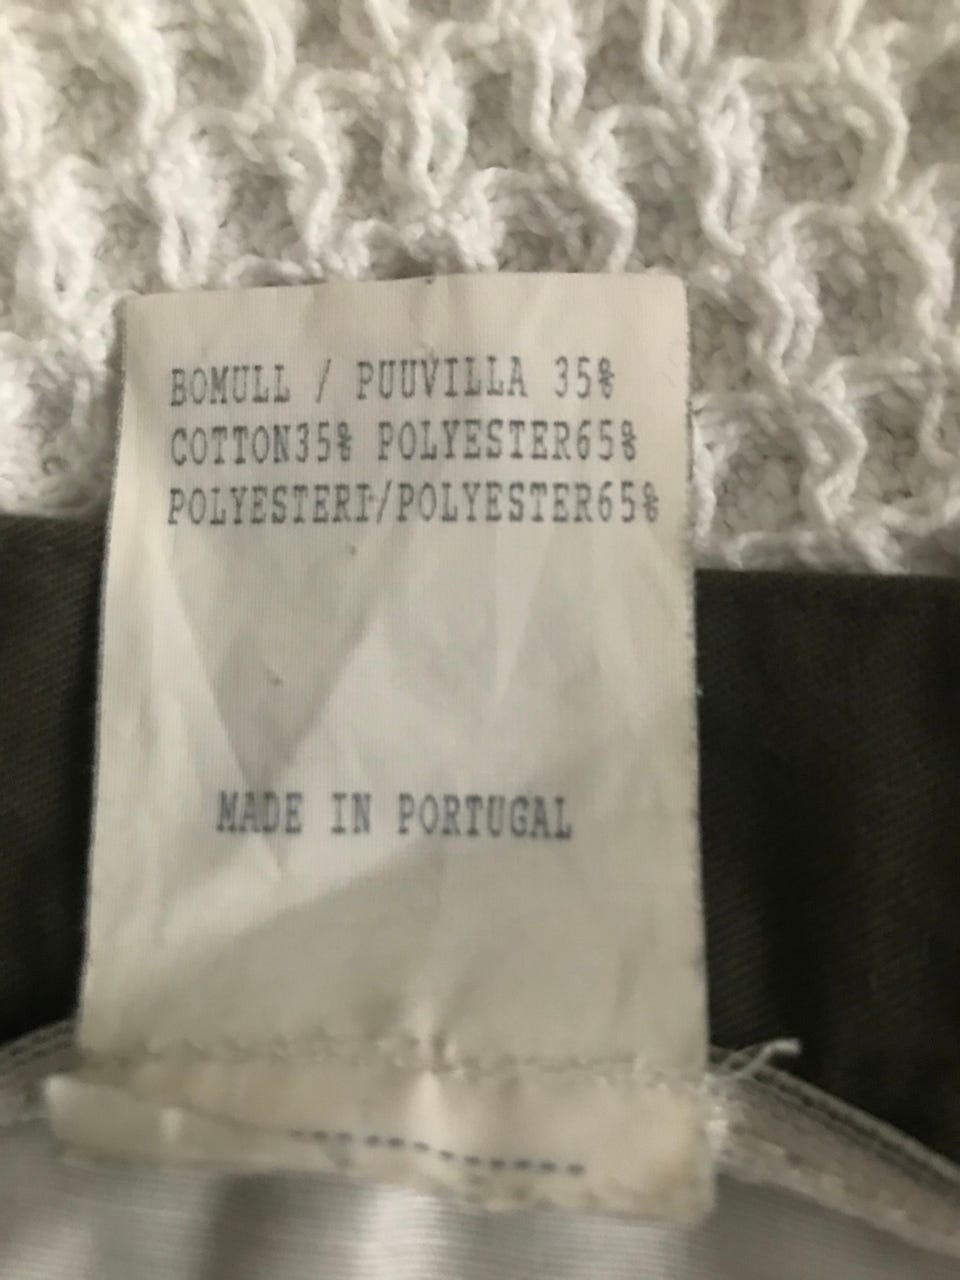 BOMULL / PUUVILLA 35%
COTTON35% POLYESTER65%
POLYESTERI/POLYESTER65%
MADE IN PORTUGAL